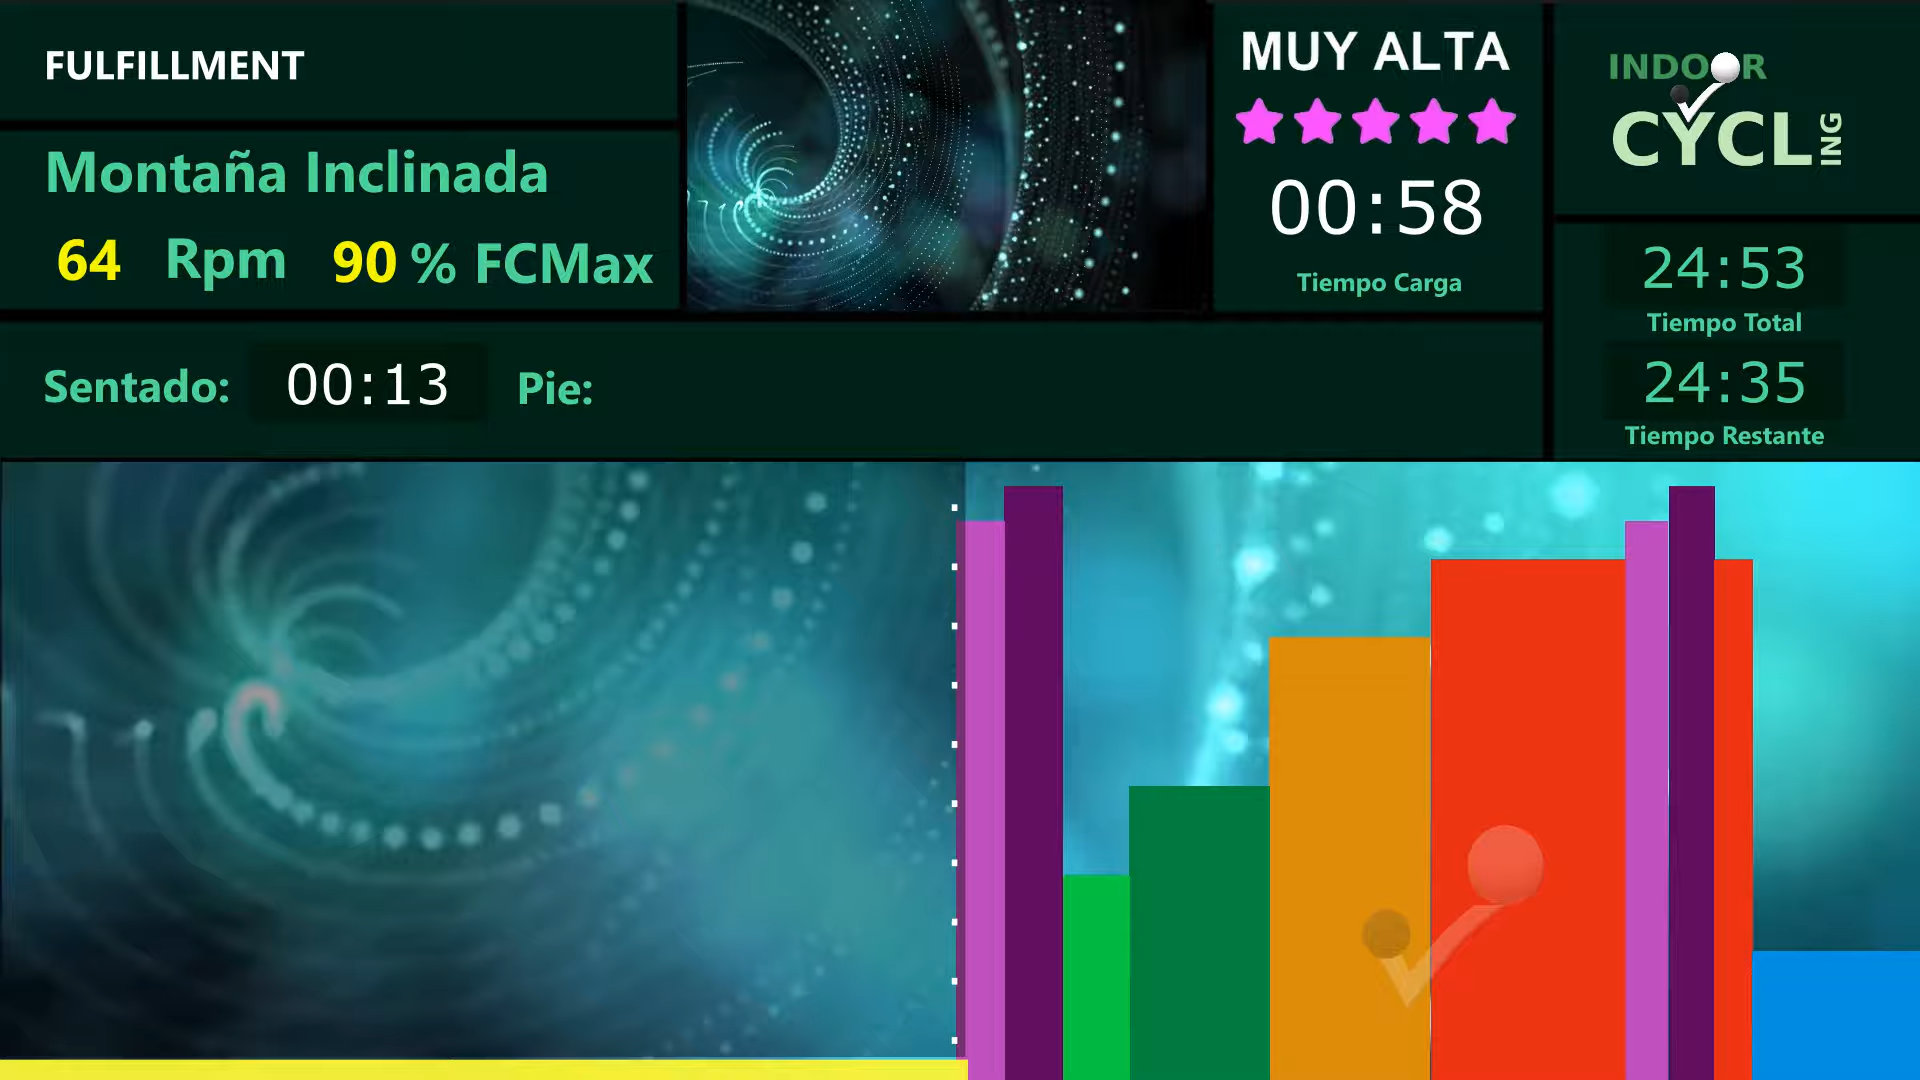 FULFILLMENT
Montaña Inclinada
64 Rpm 90 % FCMax
MUY ALTA
00:58
Tiempo Carga
INDOOR
CYCLING
24:53
Tiempo Total
24:35
Tiempo Restante
Sentado: 00:13 Pie: